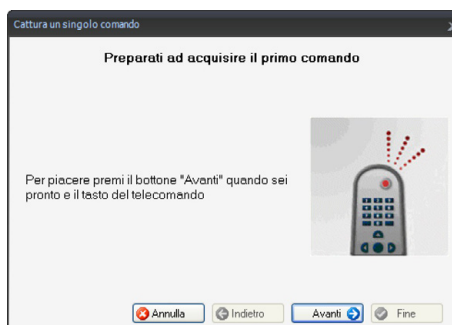 Cattura un singolo comando
Preparati ad acquisire il primo comando
Per piacere premi il bottone "Avanti" quando sei
pronto e il tasto del telecomando
Annulla
Indietro
Avanti
Fine